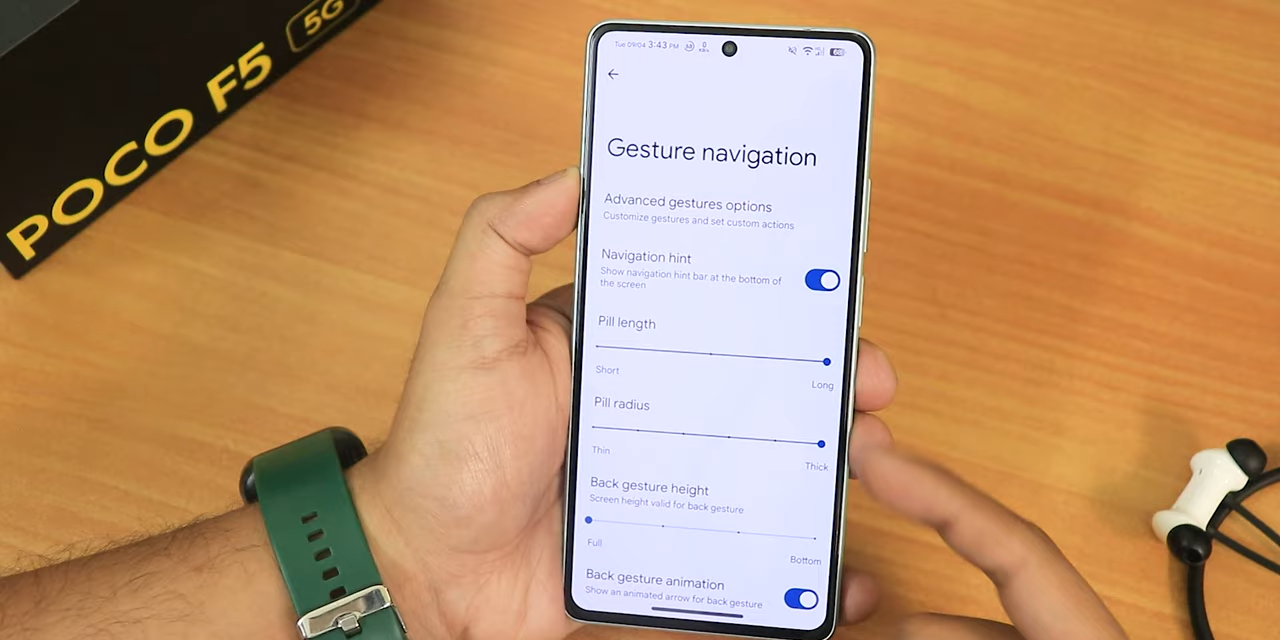 POCO F5 5G
Tue 09/04 3:43 PM
Gesture navigation
Advanced gestures options
Customize gestures and set custom actions
Navigation hint
Show navigation hint bar at the bottom of
the screen
Pill length
Short
Long
Pill radius
Thin
Thick
Back gesture height
Screen height valid for back gesture
Full
Bottom
Back gesture animation
Show an animated arrow for back gesture